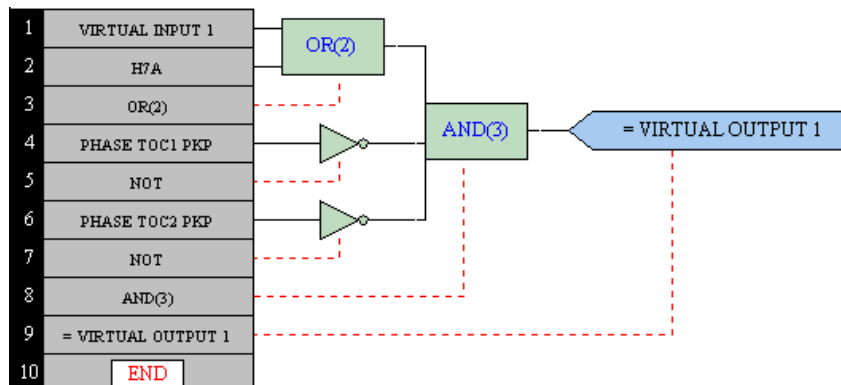 1 VIRTUAL INPUT 1
2 H7A
3 OR(2)
4 PHASE TOC1 PKP
5 NOT
6 PHASE TOC2 PKP
7 NOT
8 AND(3)
9 = VIRTUAL OUTPUT 1
10 END
OR(2)
AND(3)
= VIRTUAL OUTPUT 1